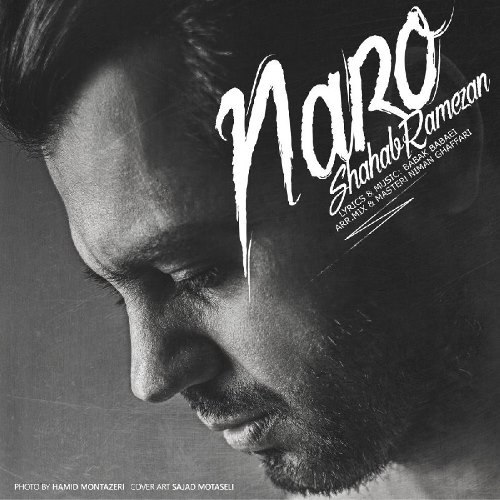 Naro
Shahab Ramezan
LYRICS & MUSIC: BABAK BABAEI
ARR.MIX & MASTER: NIMAN GHAFFARI
PHOTO BY HAMID MONTAZERI COVER ART SAJAD MOTASELI